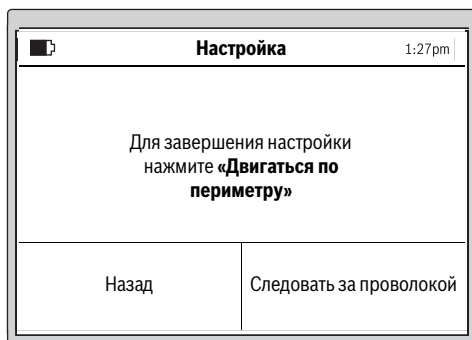 Настройка 1:27pm
Для завершения настройки
нажмите «Двигаться по
периметру»
Назад Следовать за проволокой